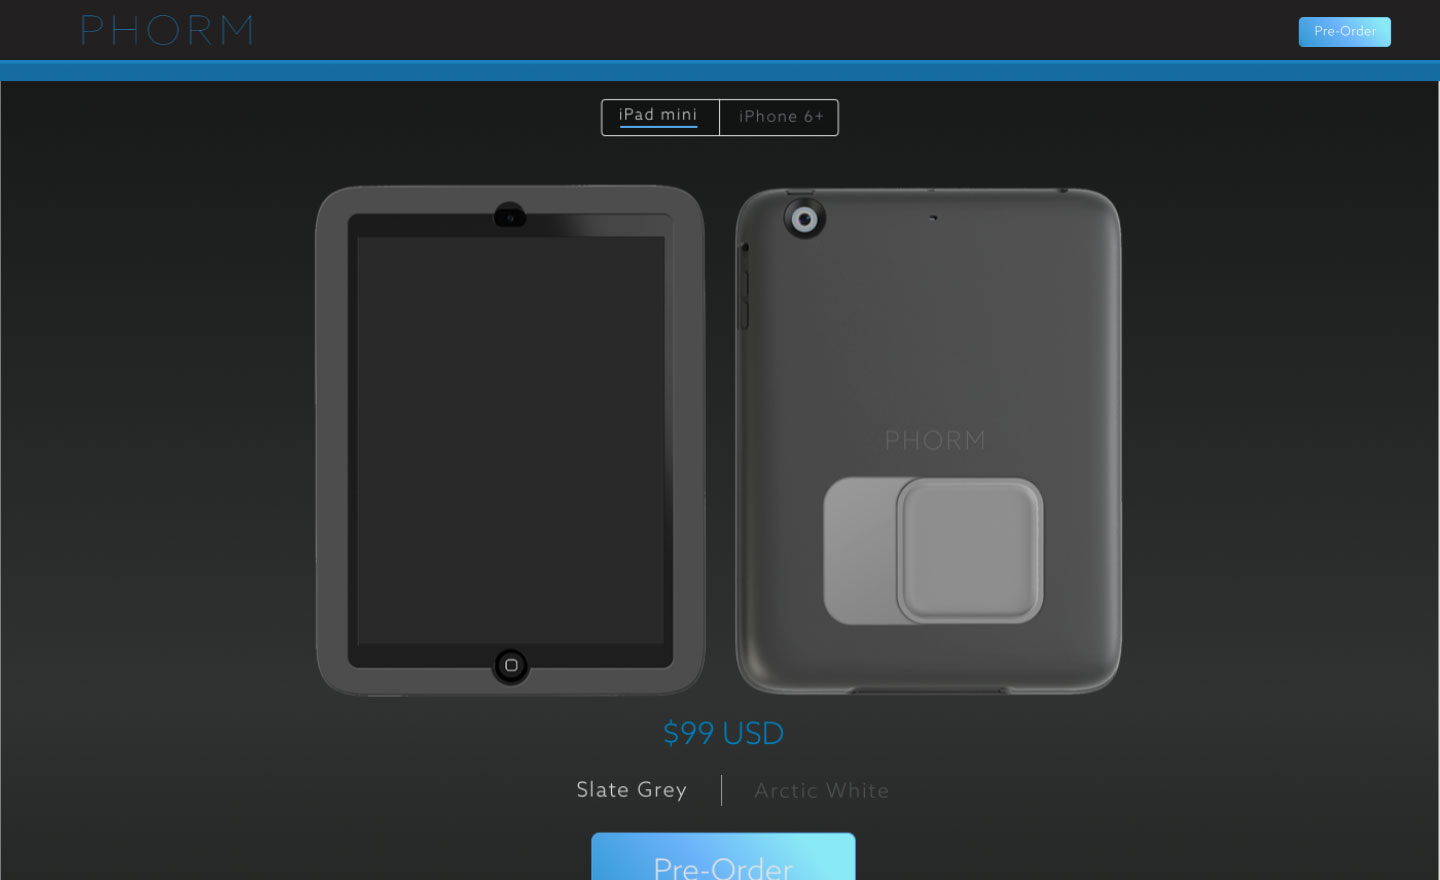 PHORM
Pre-Order
iPad mini
iPhone 6+
PHORM
$99 USD
Slate Grey
Arctic White
Pre-Order